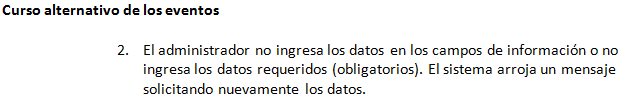 Curso alternativo de los eventos
2. El administrador no ingresa los datos en los campos de información o no
ingresa los datos requeridos (obligatorios). El sistema arroja un mensaje
solicitando nuevamente los datos.